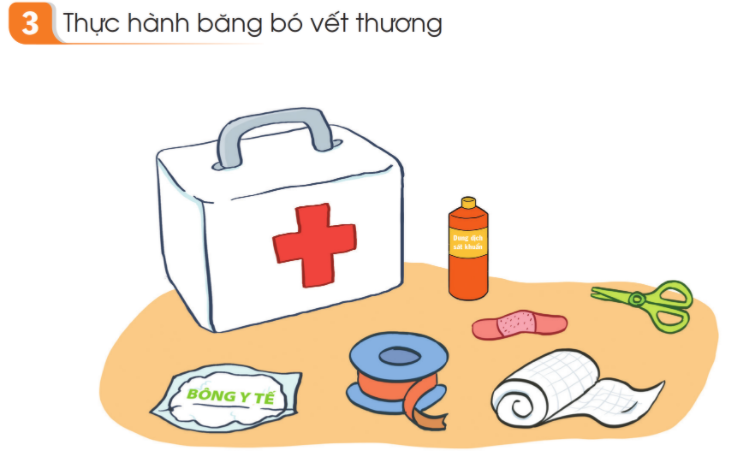 3 Thực hành băng bó vết thương
Dung dịch
sát khuẩn
BÔNG Y TẾ